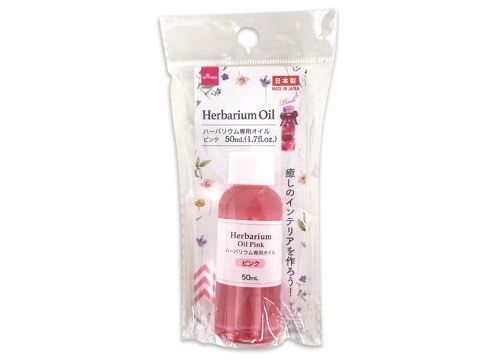 DAISO
日本製
MADE IN JAPAN
Herbarium Oil
Pink
ハーバリウム専用オイル
ピンク 50mL(1.7fl.oz.)
癒しのインテリアを作ろう!
Herbarium
Oil Pink
ハーバリウム専用オイル
ピンク
50mL